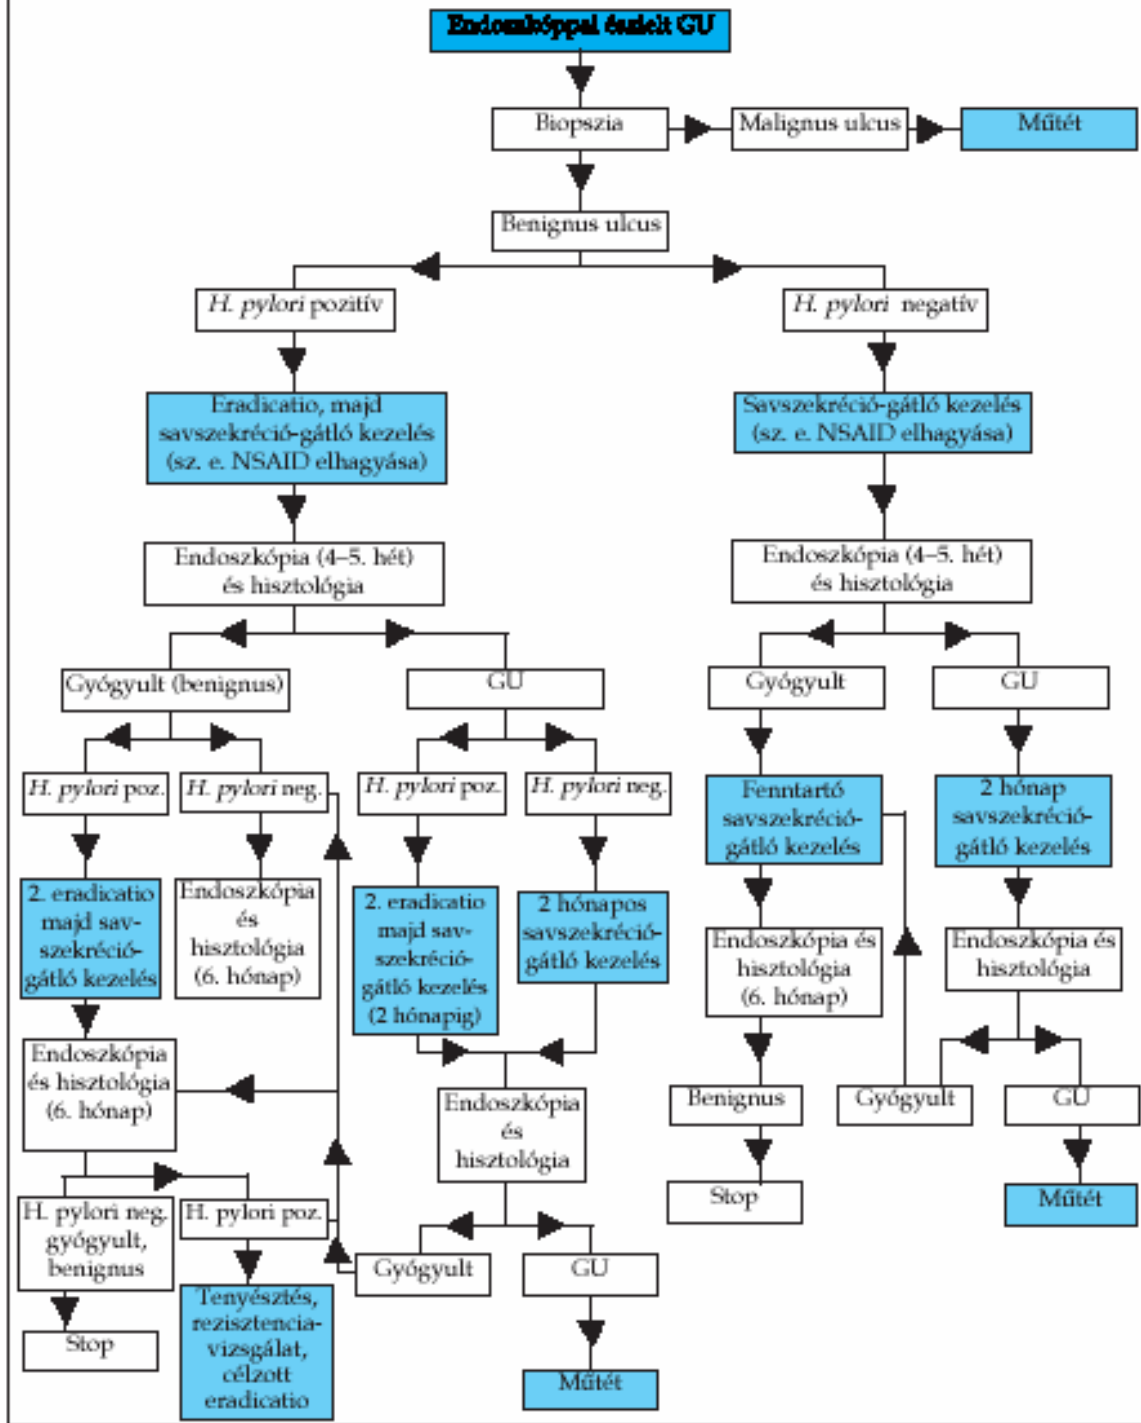 Endoszkóppal észlelt GU
Biopszia
Malignus ulcus
Műtét
Benignus ulcus
H. pylori pozitív
H. pylori negatív
Eradicatio, majd
savszekréció-gátló kezelés
(sz. e. NSAID elhagyása)
Savszekréció-gátló kezelés
(sz. e. NSAID elhagyása)
Endoszkópia (4–5. hét)
és hisztológia
Endoszkópia (4–5. hét)
és hisztológia
Gyógyult (benignus)
GU
Gyógyult
GU
H. pylori poz.
H. pylori neg.
H. pylori poz.
H. pylori neg.
Fenntartó
savszekréció-
gátló kezelés
2 hónap
savszekréció-
gátló kezelés
2. eradicatio
majd sav-
szekréció-
gátló kezelés
Endoszkópia
és
hisztológia
(6. hónap)
2. eradicatio
majd sav-
szekréció-
gátló kezelés
(2 hónapig)
2 hónapos
savszekréció-
gátló kezelés
Endoszkópia és
hisztológia
(6. hónap)
Endoszkópia és
hisztológia
Endoszkópia
és hisztológia
(6. hónap)
Endoszkópia
és
hisztológia
Benignus
Gyógyult
GU
Stop
Műtét
H. pylori neg.
gyógyult,
benignus
H. pylori poz.
Gyógyult
GU
Stop
Tenyésztés,
rezisztencia-
vizsgálat,
célzott
eradicatio
Műtét